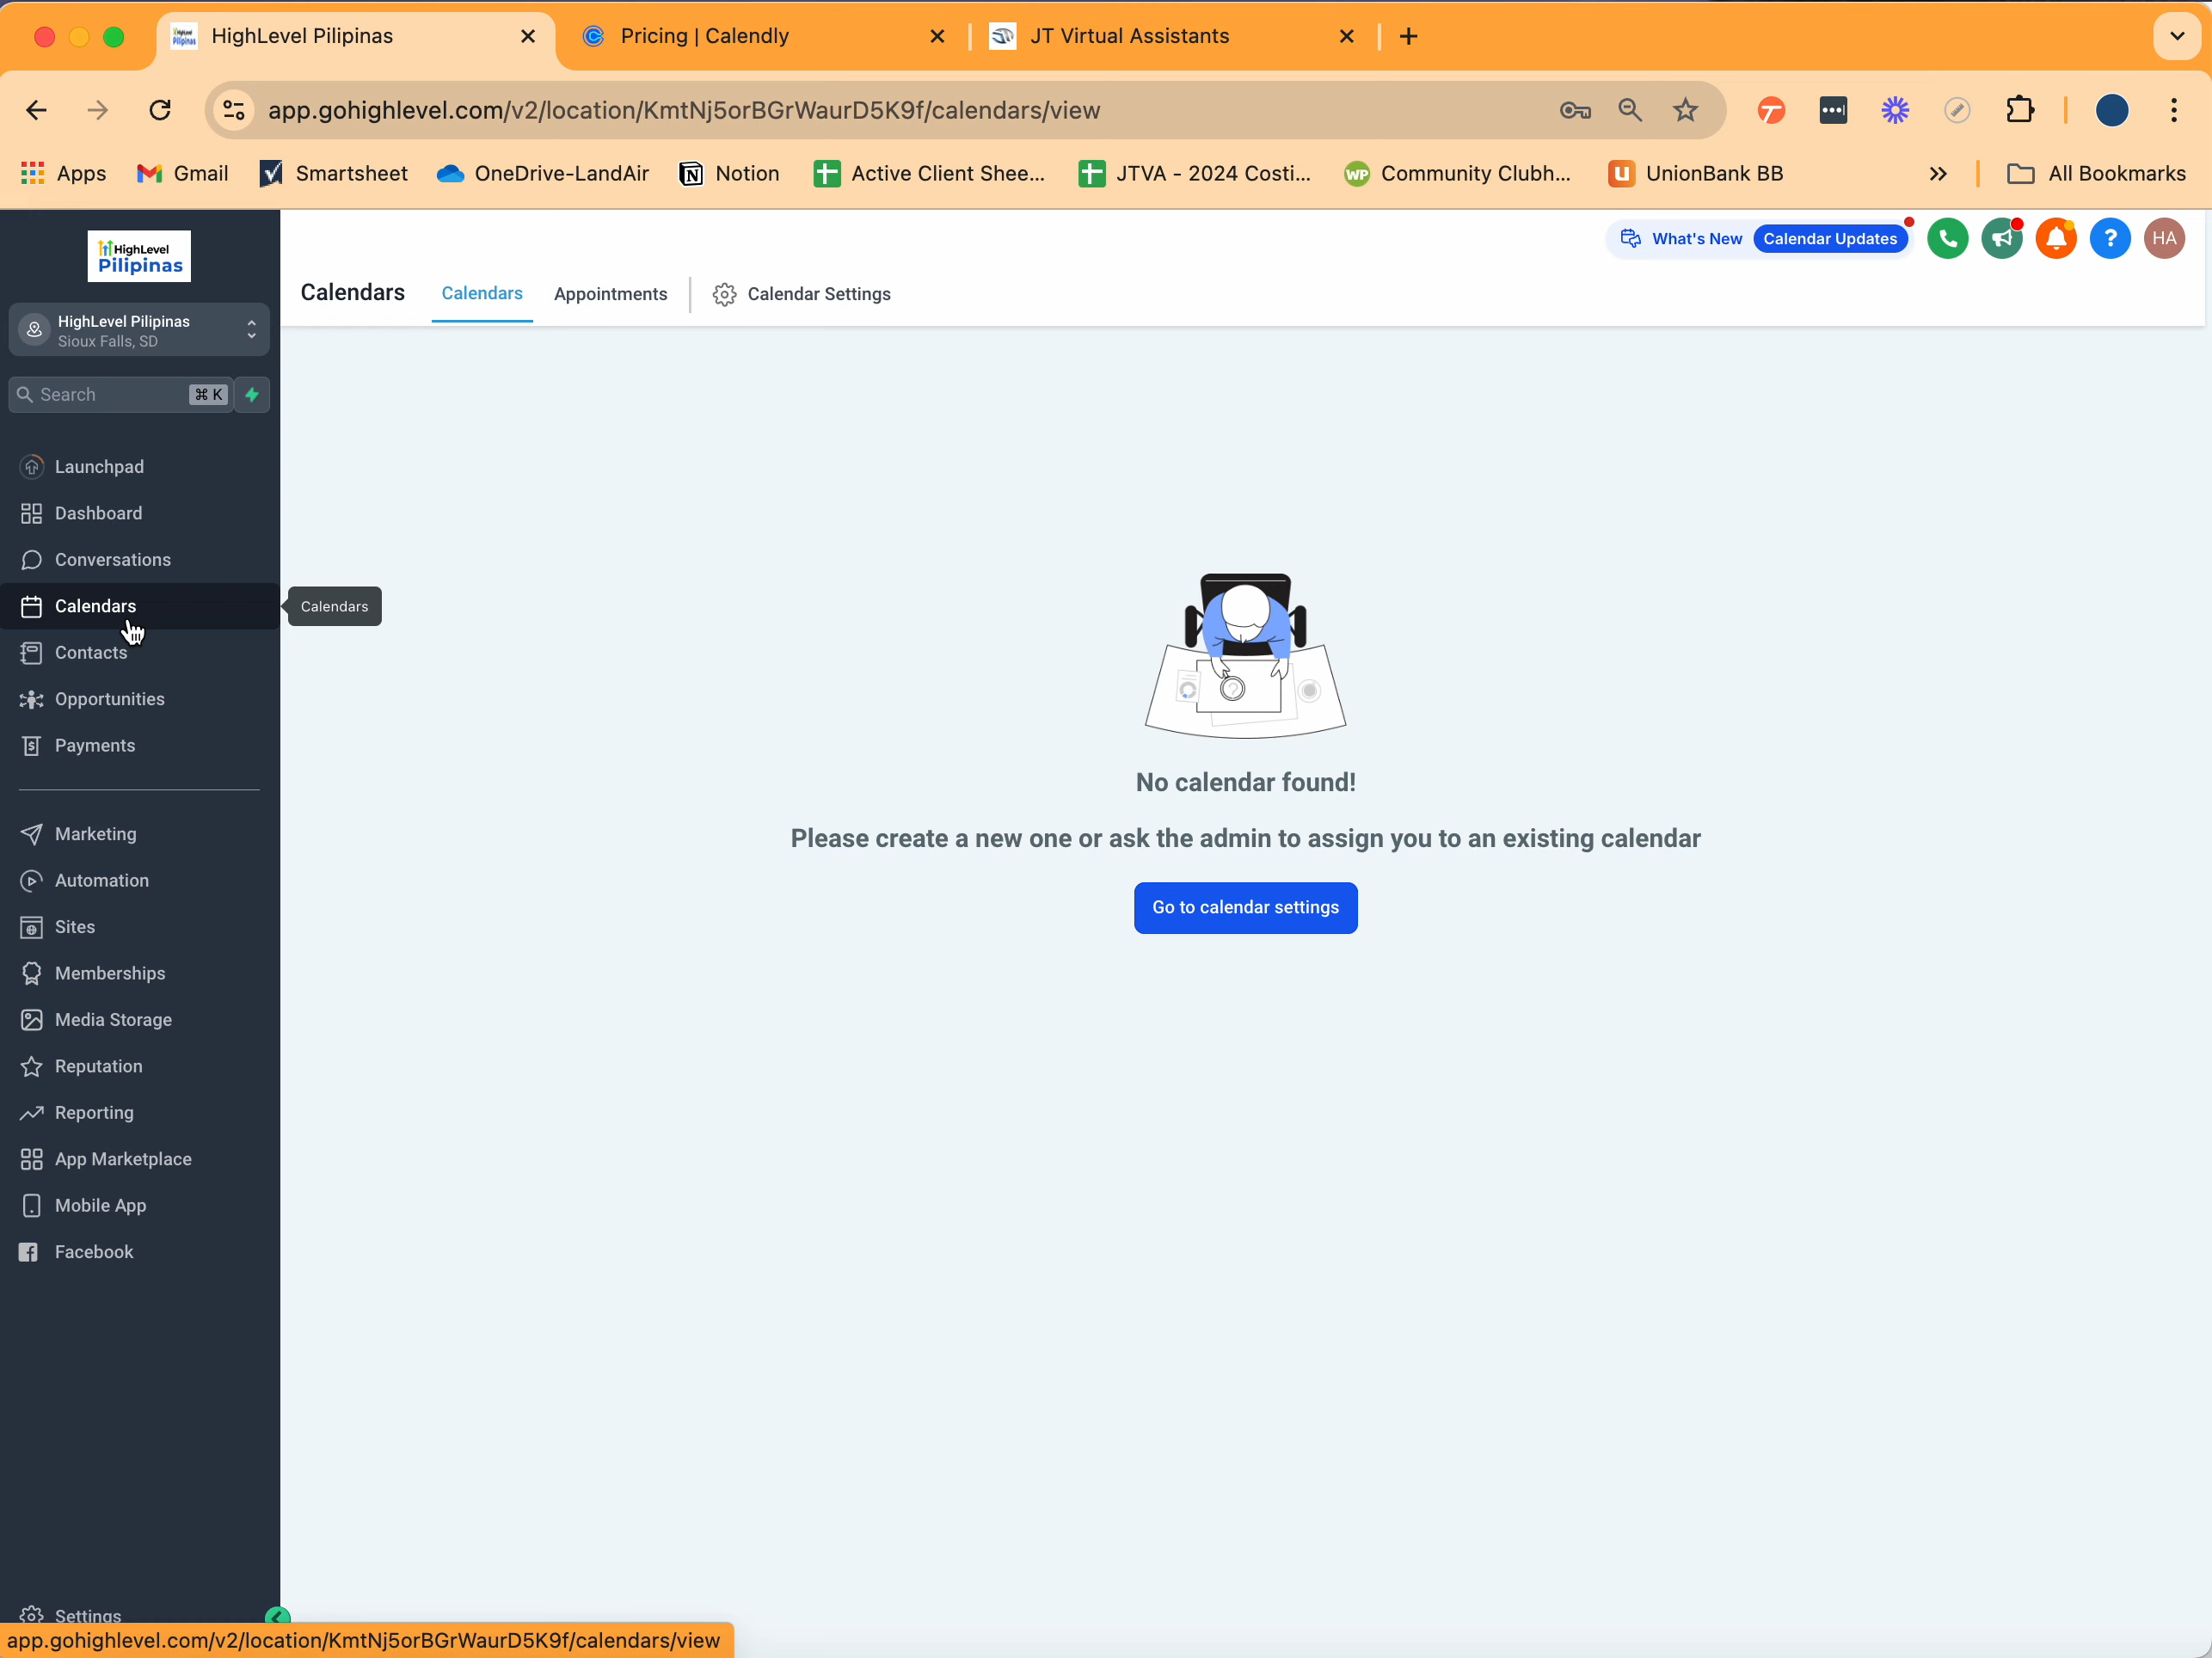 HighLevel Pilipinas
Pricing | Calendly
JT Virtual Assistants
app.gohighlevel.com/v2/location/KmtNj5orBGrWaurD5K9f/calendars/view
Apps
Gmail
Smartsheet
OneDrive-LandAir
Notion
Active Client Shee...
JTVA - 2024 Costi...
WP
Community Clubh...
UnionBank BB
All Bookmarks
HighLevel
Pilipinas
What's New
Calendar Updates
?
HA
Calendars
Calendars
Appointments
Calendar Settings
HighLevel Pilipinas
Sioux Falls, SD
Search
⌘ K
Launchpad
Dashboard
Conversations
Calendars
Calendars
Contacts
Opportunities
Payments
Marketing
Automation
Sites
Memberships
Media Storage
Reputation
Reporting
App Marketplace
Mobile App
Facebook
No calendar found!
Please create a new one or ask the admin to assign you to an existing calendar
Go to calendar settings
Settings
app.gohighlevel.com/v2/location/KmtNj5orBGrWaurD5K9f/calendars/view